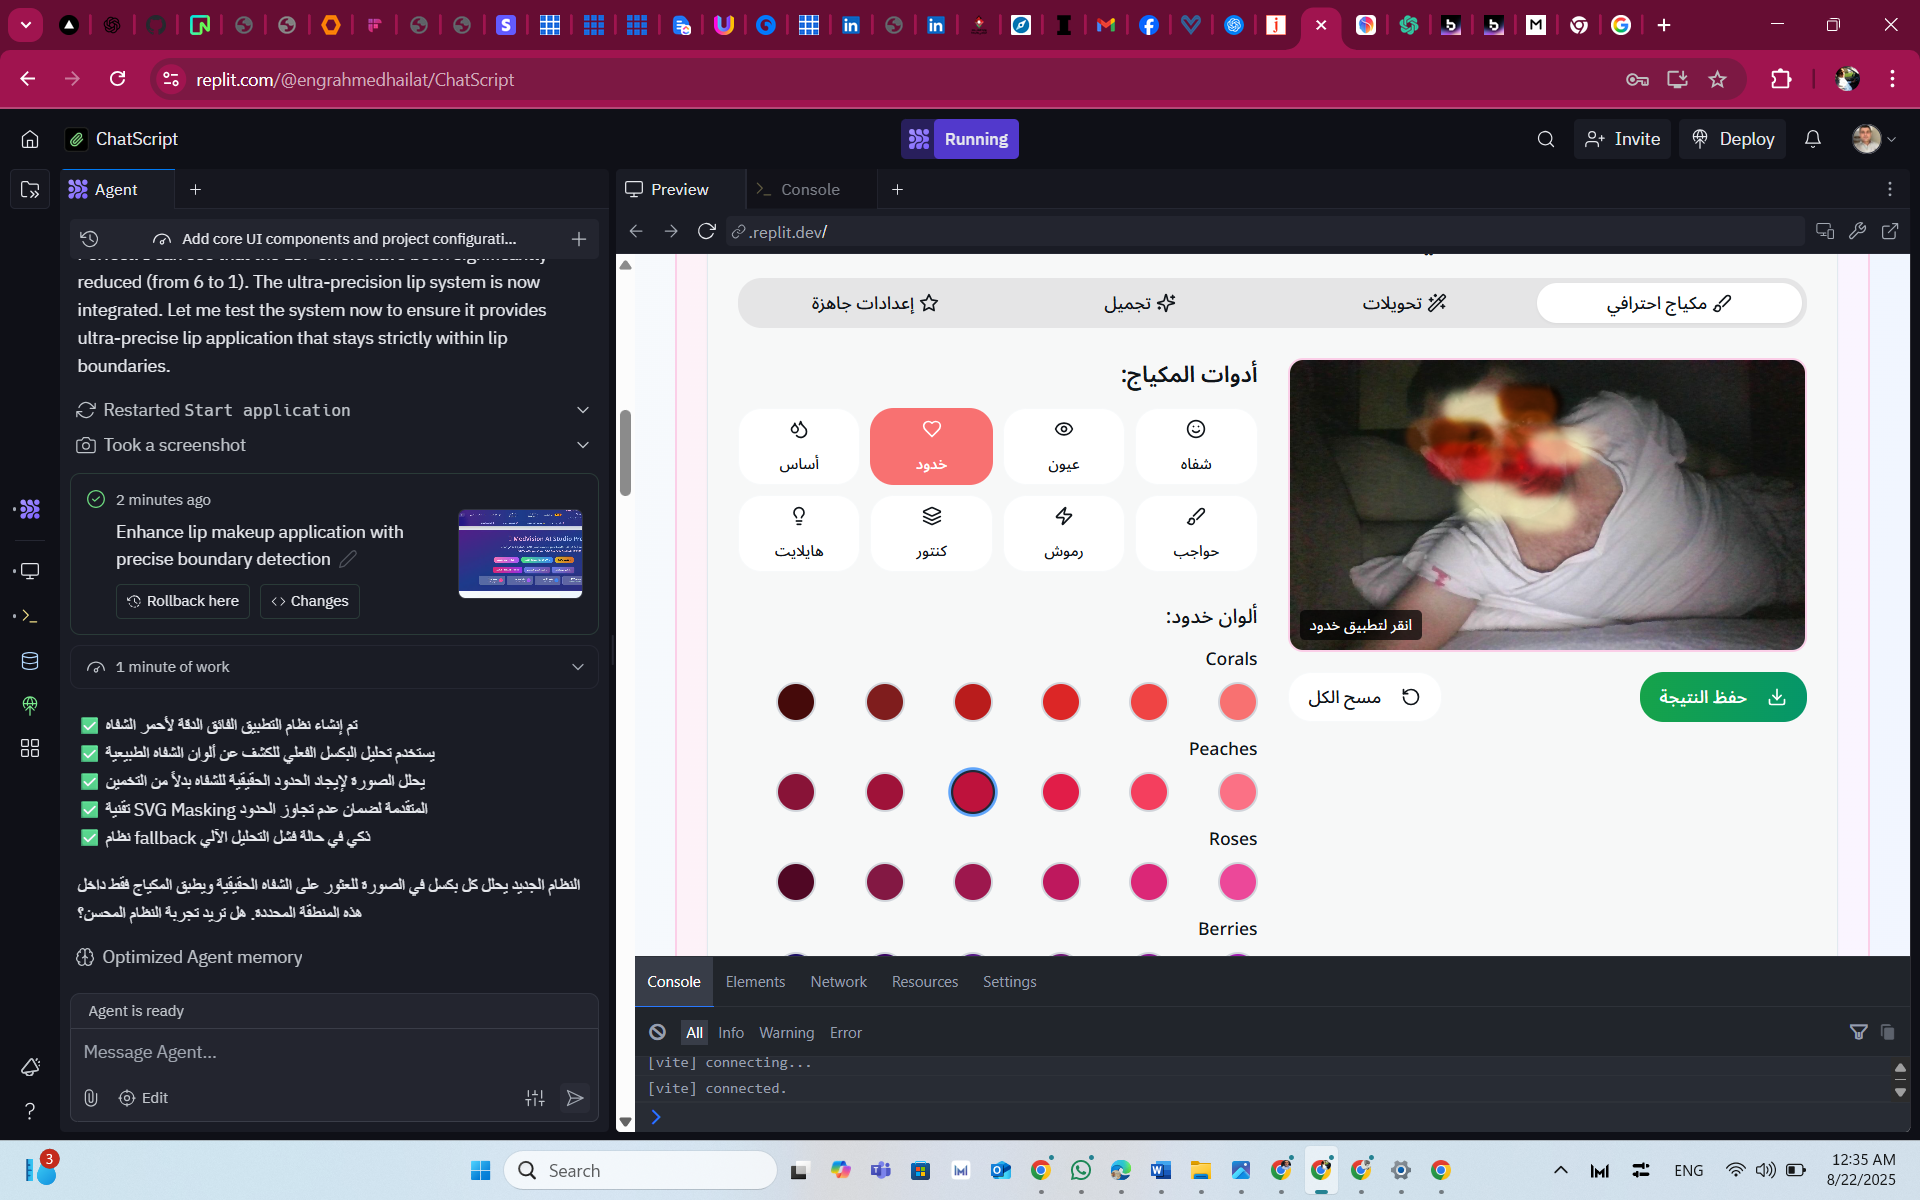 replit.com/@engrahmedhailat/ChatScript
ChatScript
Running
Invite
Deploy
Agent
Preview
Console
Add core UI components and project configurati...
.replit.dev/
reduced (from 6 to 1). The ultra-precision lip system is now
integrated. Let me test the system now to ensure it provides
ultra-precise lip application that stays strictly within lip
boundaries.
Restarted Start application
Took a screenshot
2 minutes ago
Enhance lip makeup application with
precise boundary detection
Rollback here
Changes
1 minute of work
تم إنشاء نظام التطبيق الفائق الدقة لأحمر الشفاه
يستخدم تحليل البكسل الفعلي للكشف عن ألوان الشفاه الطبيعية
يحلل الصورة لإيجاد الحدود الحقيقية للشفاه بدلاً من التخمين
تقنية SVG Masking المتقدمة لضمان عدم تجاوز الحدود
نظام fallback ذكي في حالة فشل التحليل الآلي
النظام الجديد يحلل كل بكسل في الصورة للعثور على الشفاه الحقيقية ويطبق المكياج فقط داخل
هذه المنطقة المحددة. هل تريد تجربة النظام المحسن؟
Optimized Agent memory
Agent is ready
Message Agent...
Edit
مكياج احترافي
تحويلات
تجميل
إعدادات جاهزة
أدوات المكياج:
شفاه
عيون
خدود
أساس
حواجب
رموش
كنتور
هايلايت
ألوان خدود:
Corals
Peaches
Roses
Berries
انقر لتطبيق خدود
حفظ النتيجة
مسح الكل
Console
Elements
Network
Resources
Settings
All
Info
Warning
Error
[vite] connecting...
[vite] connected.
3
Search
ENG
12:35 AM
8/22/2025